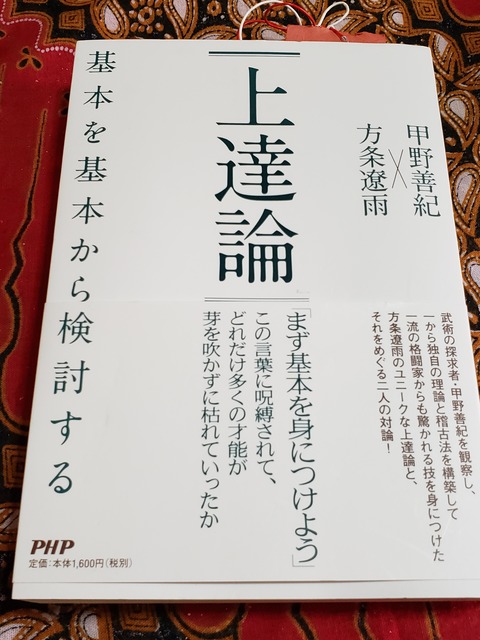 甲野善紀
×
方条遼雨
上達論
基本を基本から検討する
武術の探求者・甲野善紀を観察し、
一から独自の理論と稽古法を構築して
一流の格闘家からも驚かれる技を身につけた
方条遼雨のユニークな上達論と、
それをめぐる二人の対論！
「まず基本を身につけよう」
この言葉に呪縛されて、
どれだけ多くの才能が
芽を吹かずに枯れていったか
PHP
定価：本体1,600円（税別）